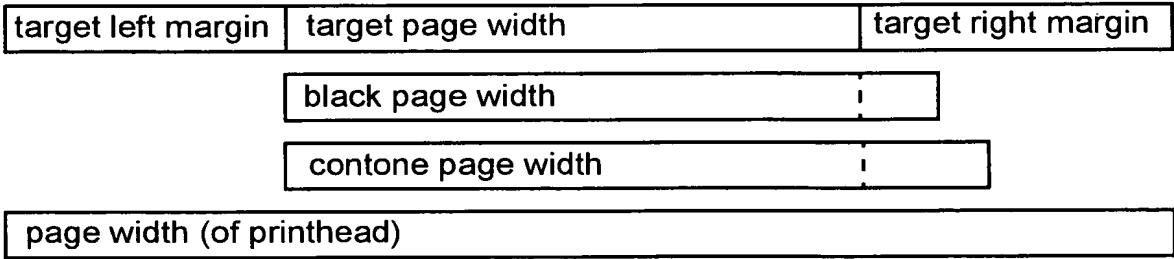 target left margin target page width target right margin
black page width
contone page width
page width (of printhead)